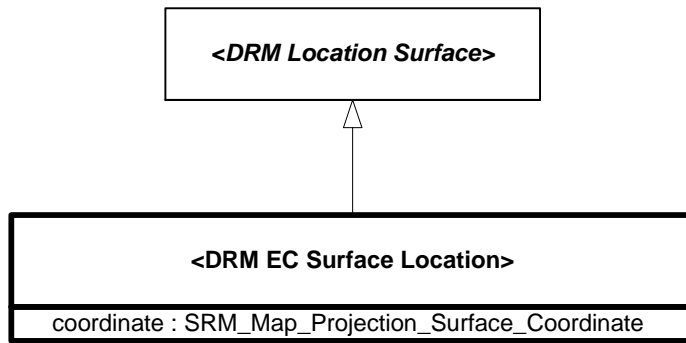 <DRM Location Surface>
<DRM EC Surface Location>
coordinate : SRM_Map_Projection_Surface_Coordinate